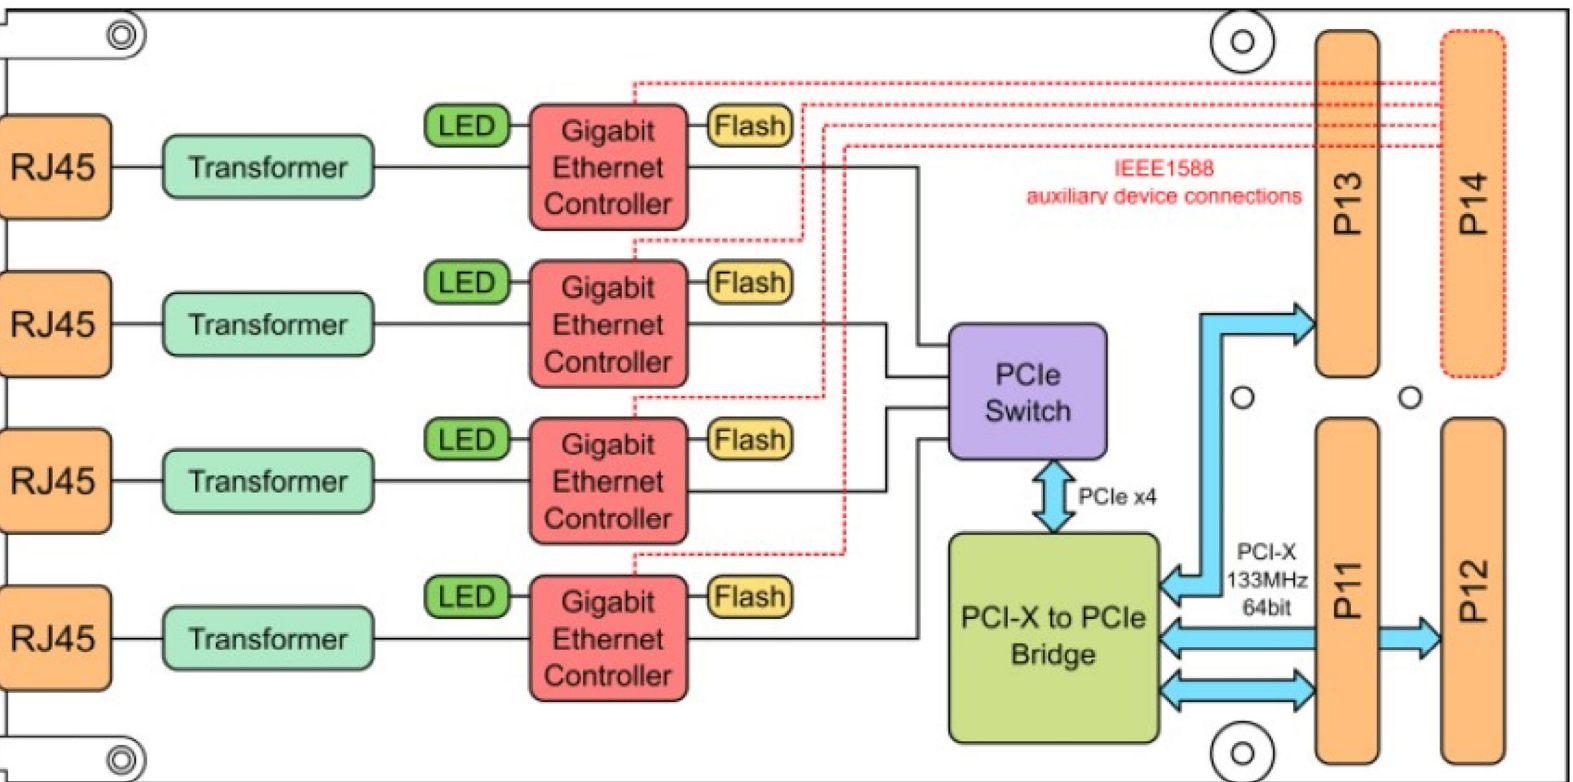 LED
Gigabit
Ethernet
Controller
Flash
RJ45
Transformer
IEEE1588
auxiliary device connections
P13
P14
LED
Gigabit
Ethernet
Controller
Flash
RJ45
Transformer
PCIe
Switch
LED
Gigabit
Ethernet
Controller
Flash
RJ45
Transformer
PCIe x4
PCI-X
133MHz
64bit
LED
Gigabit
Ethernet
Controller
Flash
RJ45
Transformer
PCI-X to PCIe
Bridge
P11
P12